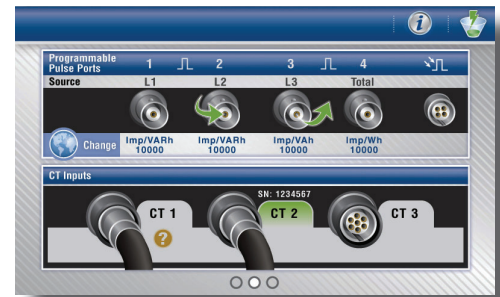 i
Programmable
Pulse Ports
1 2 3 4
Source L1 L2 L3 Total
Change
Imp/VARh
10000
Imp/VARh
10000
Imp/VAh
10000
Imp/Wh
10000
CT Inputs
SN: 1234567
CT 1 CT 2 CT 3
?